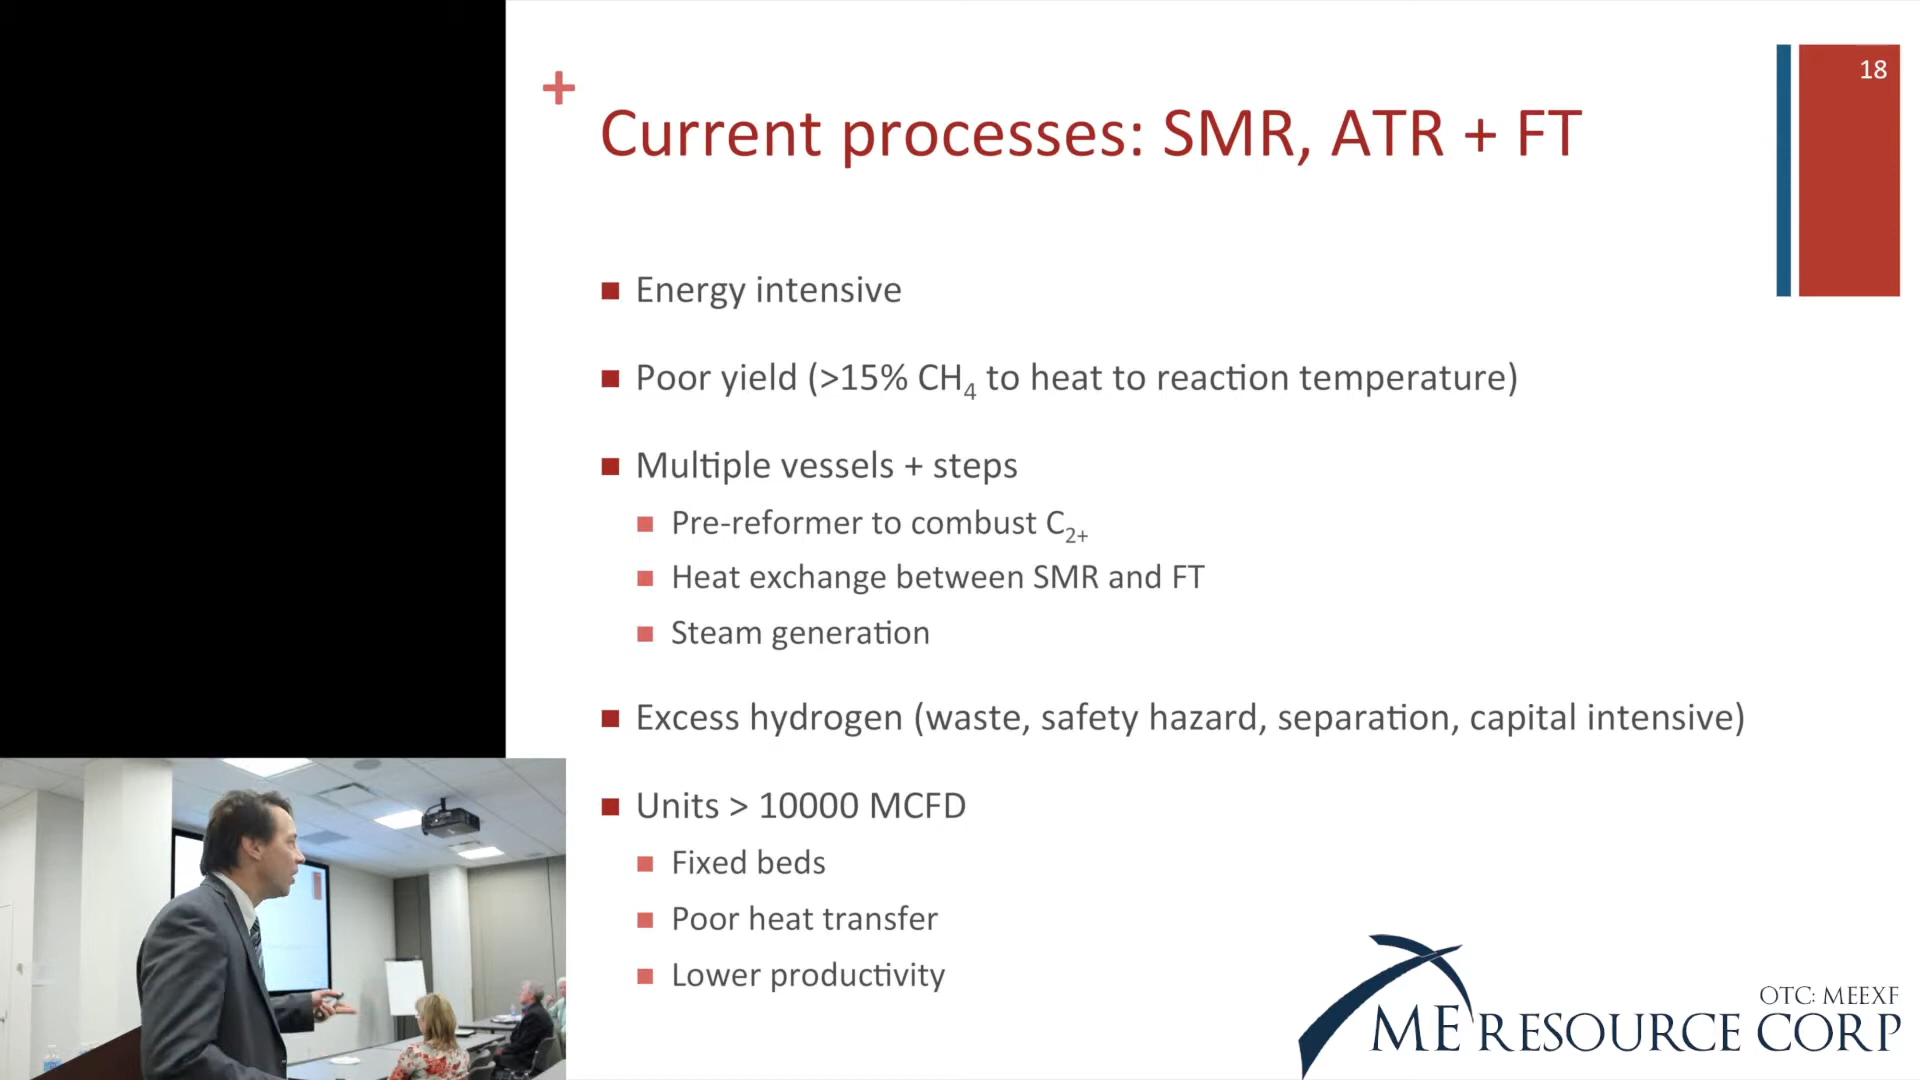 18
+
Current processes: SMR, ATR + FT
Energy intensive
Poor yield (>15% CH₄ to heat to reaction temperature)
Multiple vessels + steps
Pre-reformer to combust C₂₊
Heat exchange between SMR and FT
Steam generation
Excess hydrogen (waste, safety hazard, separation, capital intensive)
Units > 10000 MCFD
Fixed beds
Poor heat transfer
Lower productivity
OTC: MEEXF
ME RESOURCE CORP